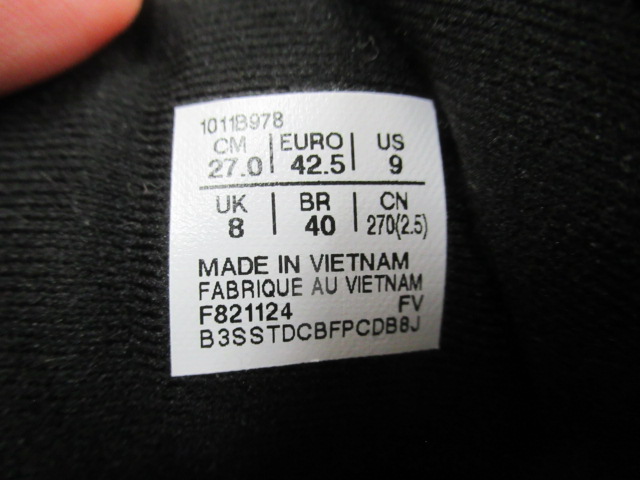 1011B978
CM | EURO | US
27.0 | 42.5 | 9
UK | BR | CN
8 | 40 | 270(2.5)
MADE IN VIETNAM
FABRIQUE AU VIETNAM
F821124 FV
B3SSTDCBFPCDB8J